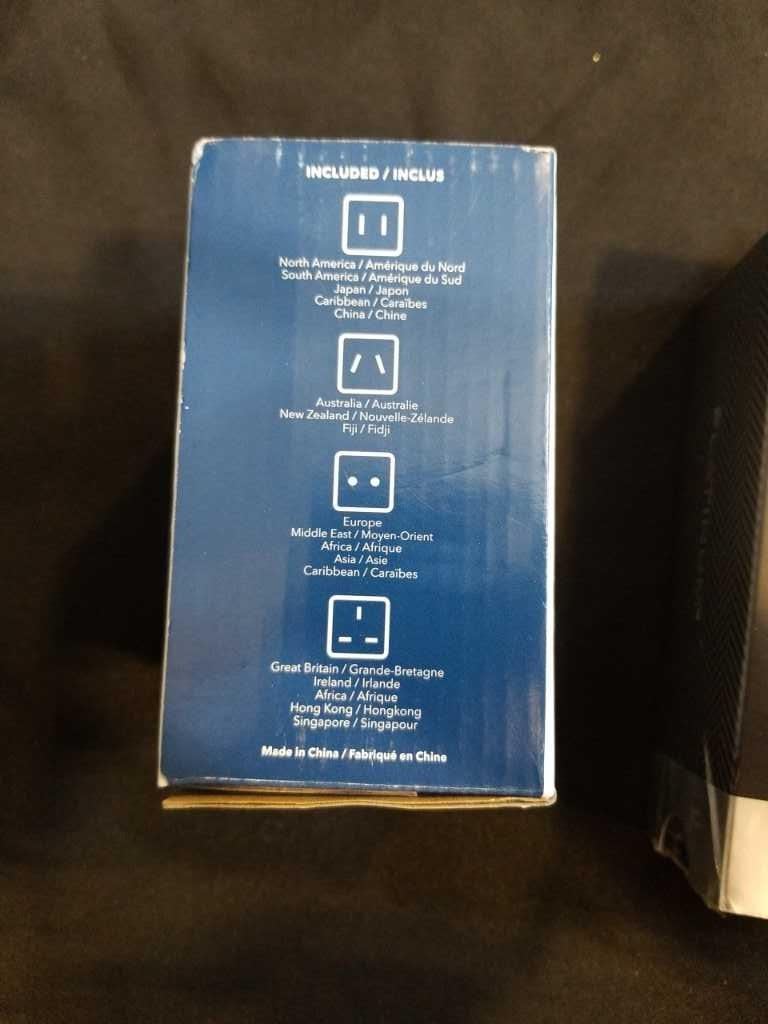 INCLUDED / INCLUS
North America / Amérique du Nord
South America / Amérique du Sud
Japan / Japon
Caribbean / Caraïbes
China / Chine
Australia / Australie
New Zealand / Nouvelle-Zélande
Fiji / Fidji
Europe
Middle East / Moyen-Orient
Africa / Afrique
Asia / Asie
Caribbean / Caraïbes
Great Britain / Grande-Bretagne
Ireland / Irlande
Africa / Afrique
Hong Kong / Hongkong
Singapore / Singapour
Made in China / Fabriqué en Chine